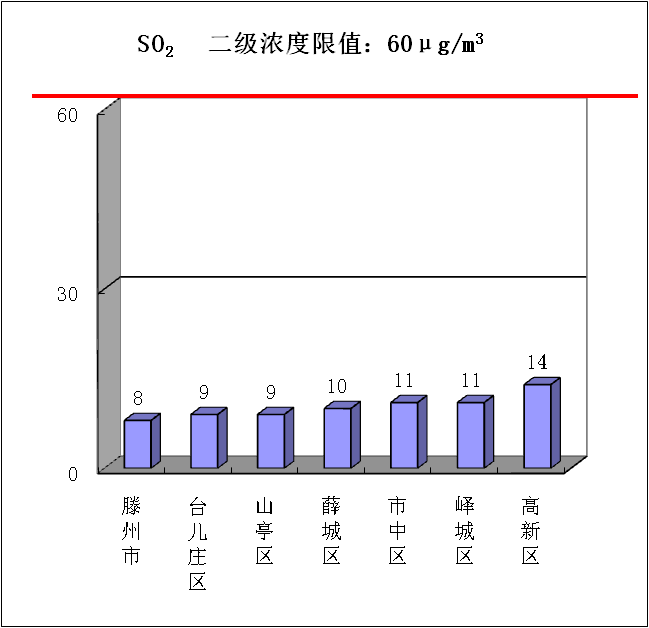 SO₂ 二级浓度限值：60μg/m³
60
30
0
8
9
9
10
11
11
14
滕州市
台儿庄区
山亭区
薛城区
市中区
峄城区
高新区